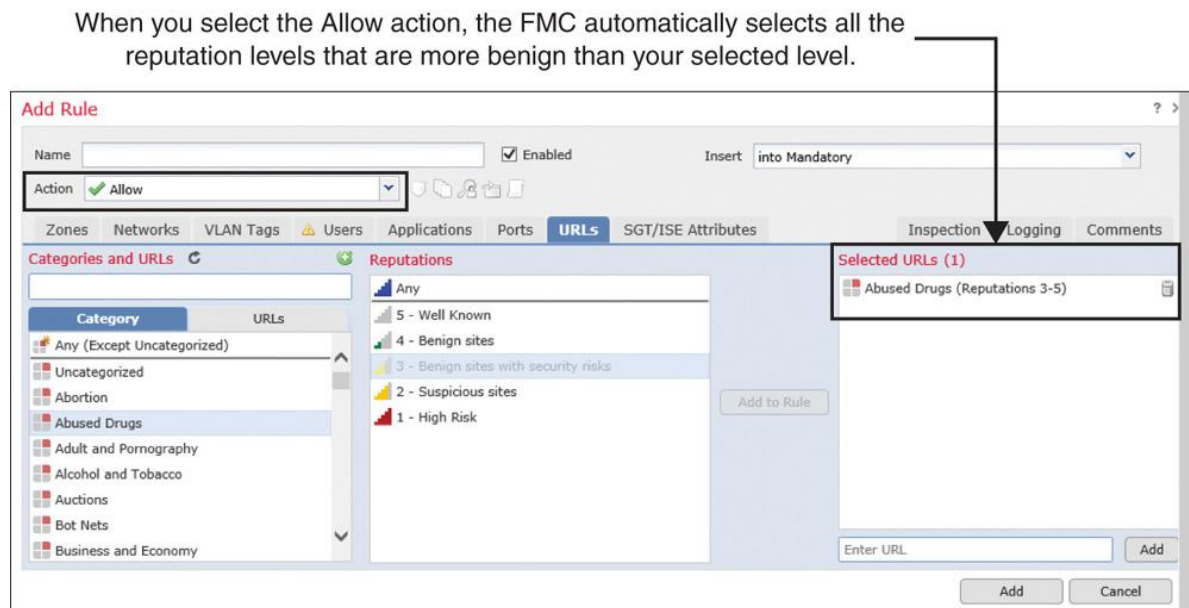 When you select the Allow action, the FMC automatically selects all the
reputation levels that are more benign than your selected level.
Add Rule ?
Name Enabled Insert into Mandatory
Action Allow
Zones Networks VLAN Tags Users Applications Ports URLs SGT/ISE Attributes Inspection Logging Comments
Categories and URLs Reputations Selected URLs (1)
Any Abused Drugs (Reputations 3-5)
Category URLs 5 - Well Known
Any (Except Uncategorized) 4 - Benign sites
Uncategorized 3 - Benign sites with security risks
Abortion 2 - Suspicious sites Add to Rule
Abused Drugs 1 - High Risk
Adult and Pornography
Alcohol and Tobacco
Auctions
Bot Nets
Business and Economy Enter URL Add
Add Cancel